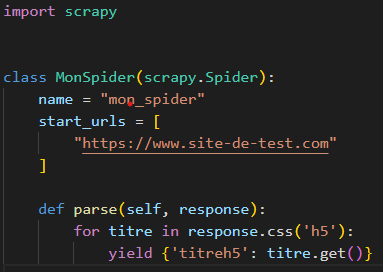 import scrapy
class MonSpider(scrapy.Spider):
    name = "mon_spider"
    start_urls = [
        "https://www.site-de-test.com"
    ]
    def parse(self, response):
        for titre in response.css('h5'):
            yield {'titreh5': titre.get()}